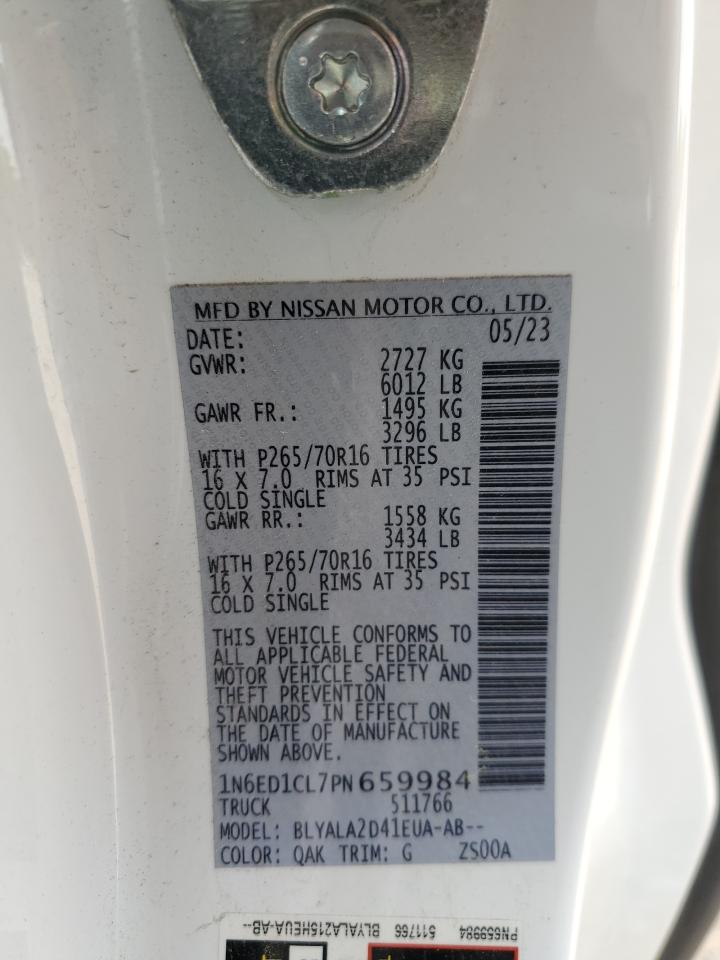 MFD BY NISSAN MOTOR CO., LTD.
DATE: 05/23
GVWR: 2727 KG
6012 LB
GAWR FR.: 1495 KG
3296 LB
WITH P265/70R16 TIRES
16 X 7.0 RIMS AT 35 PSI
COLD SINGLE
GAWR RR.: 1558 KG
3434 LB
WITH P265/70R16 TIRES
16 X 7.0 RIMS AT 35 PSI
COLD SINGLE
THIS VEHICLE CONFORMS TO
ALL APPLICABLE FEDERAL
MOTOR VEHICLE SAFETY AND
THEFT PREVENTION
STANDARDS IN EFFECT ON
THE DATE OF MANUFACTURE
SHOWN ABOVE.
1N6ED1CL7PN659984
TRUCK 511766
MODEL: BLYALA2D41EUA-AB--
COLOR: QAK TRIM: G ZS00A
PN659984 511766 BLYALA215HEUA-AB--